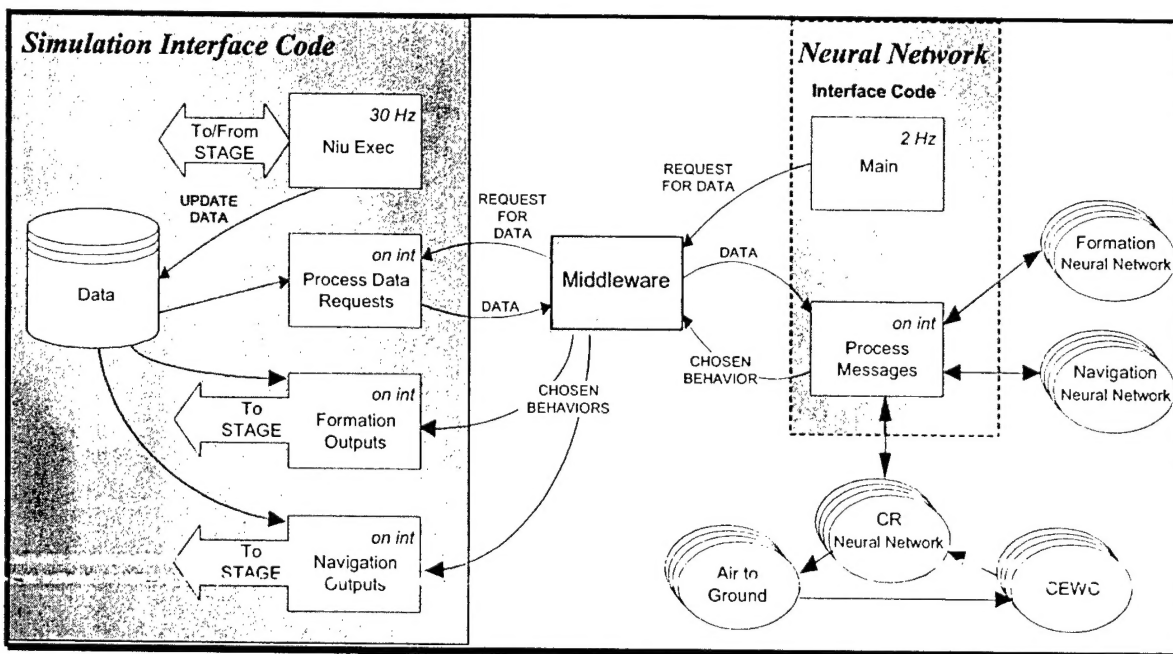 Simulation Interface Code
30 Hz
Niu Exec
To/From
STAGE
UPDATE
DATA
Data
on int
Process Data
Requests
REQUEST
FOR
DATA
DATA
on int
Formation
Outputs
To
STAGE
on int
Navigation
Outputs
To
STAGE
Middleware
CHOSEN
BEHAVIORS
Neural Network
Interface Code
2 Hz
Main
REQUEST
FOR DATA
DATA
on int
Process
Messages
CHOSEN
BEHAVIOR
Formation
Neural Network
Navigation
Neural Network
CR
Neural Network
Air to
Ground
CEWC